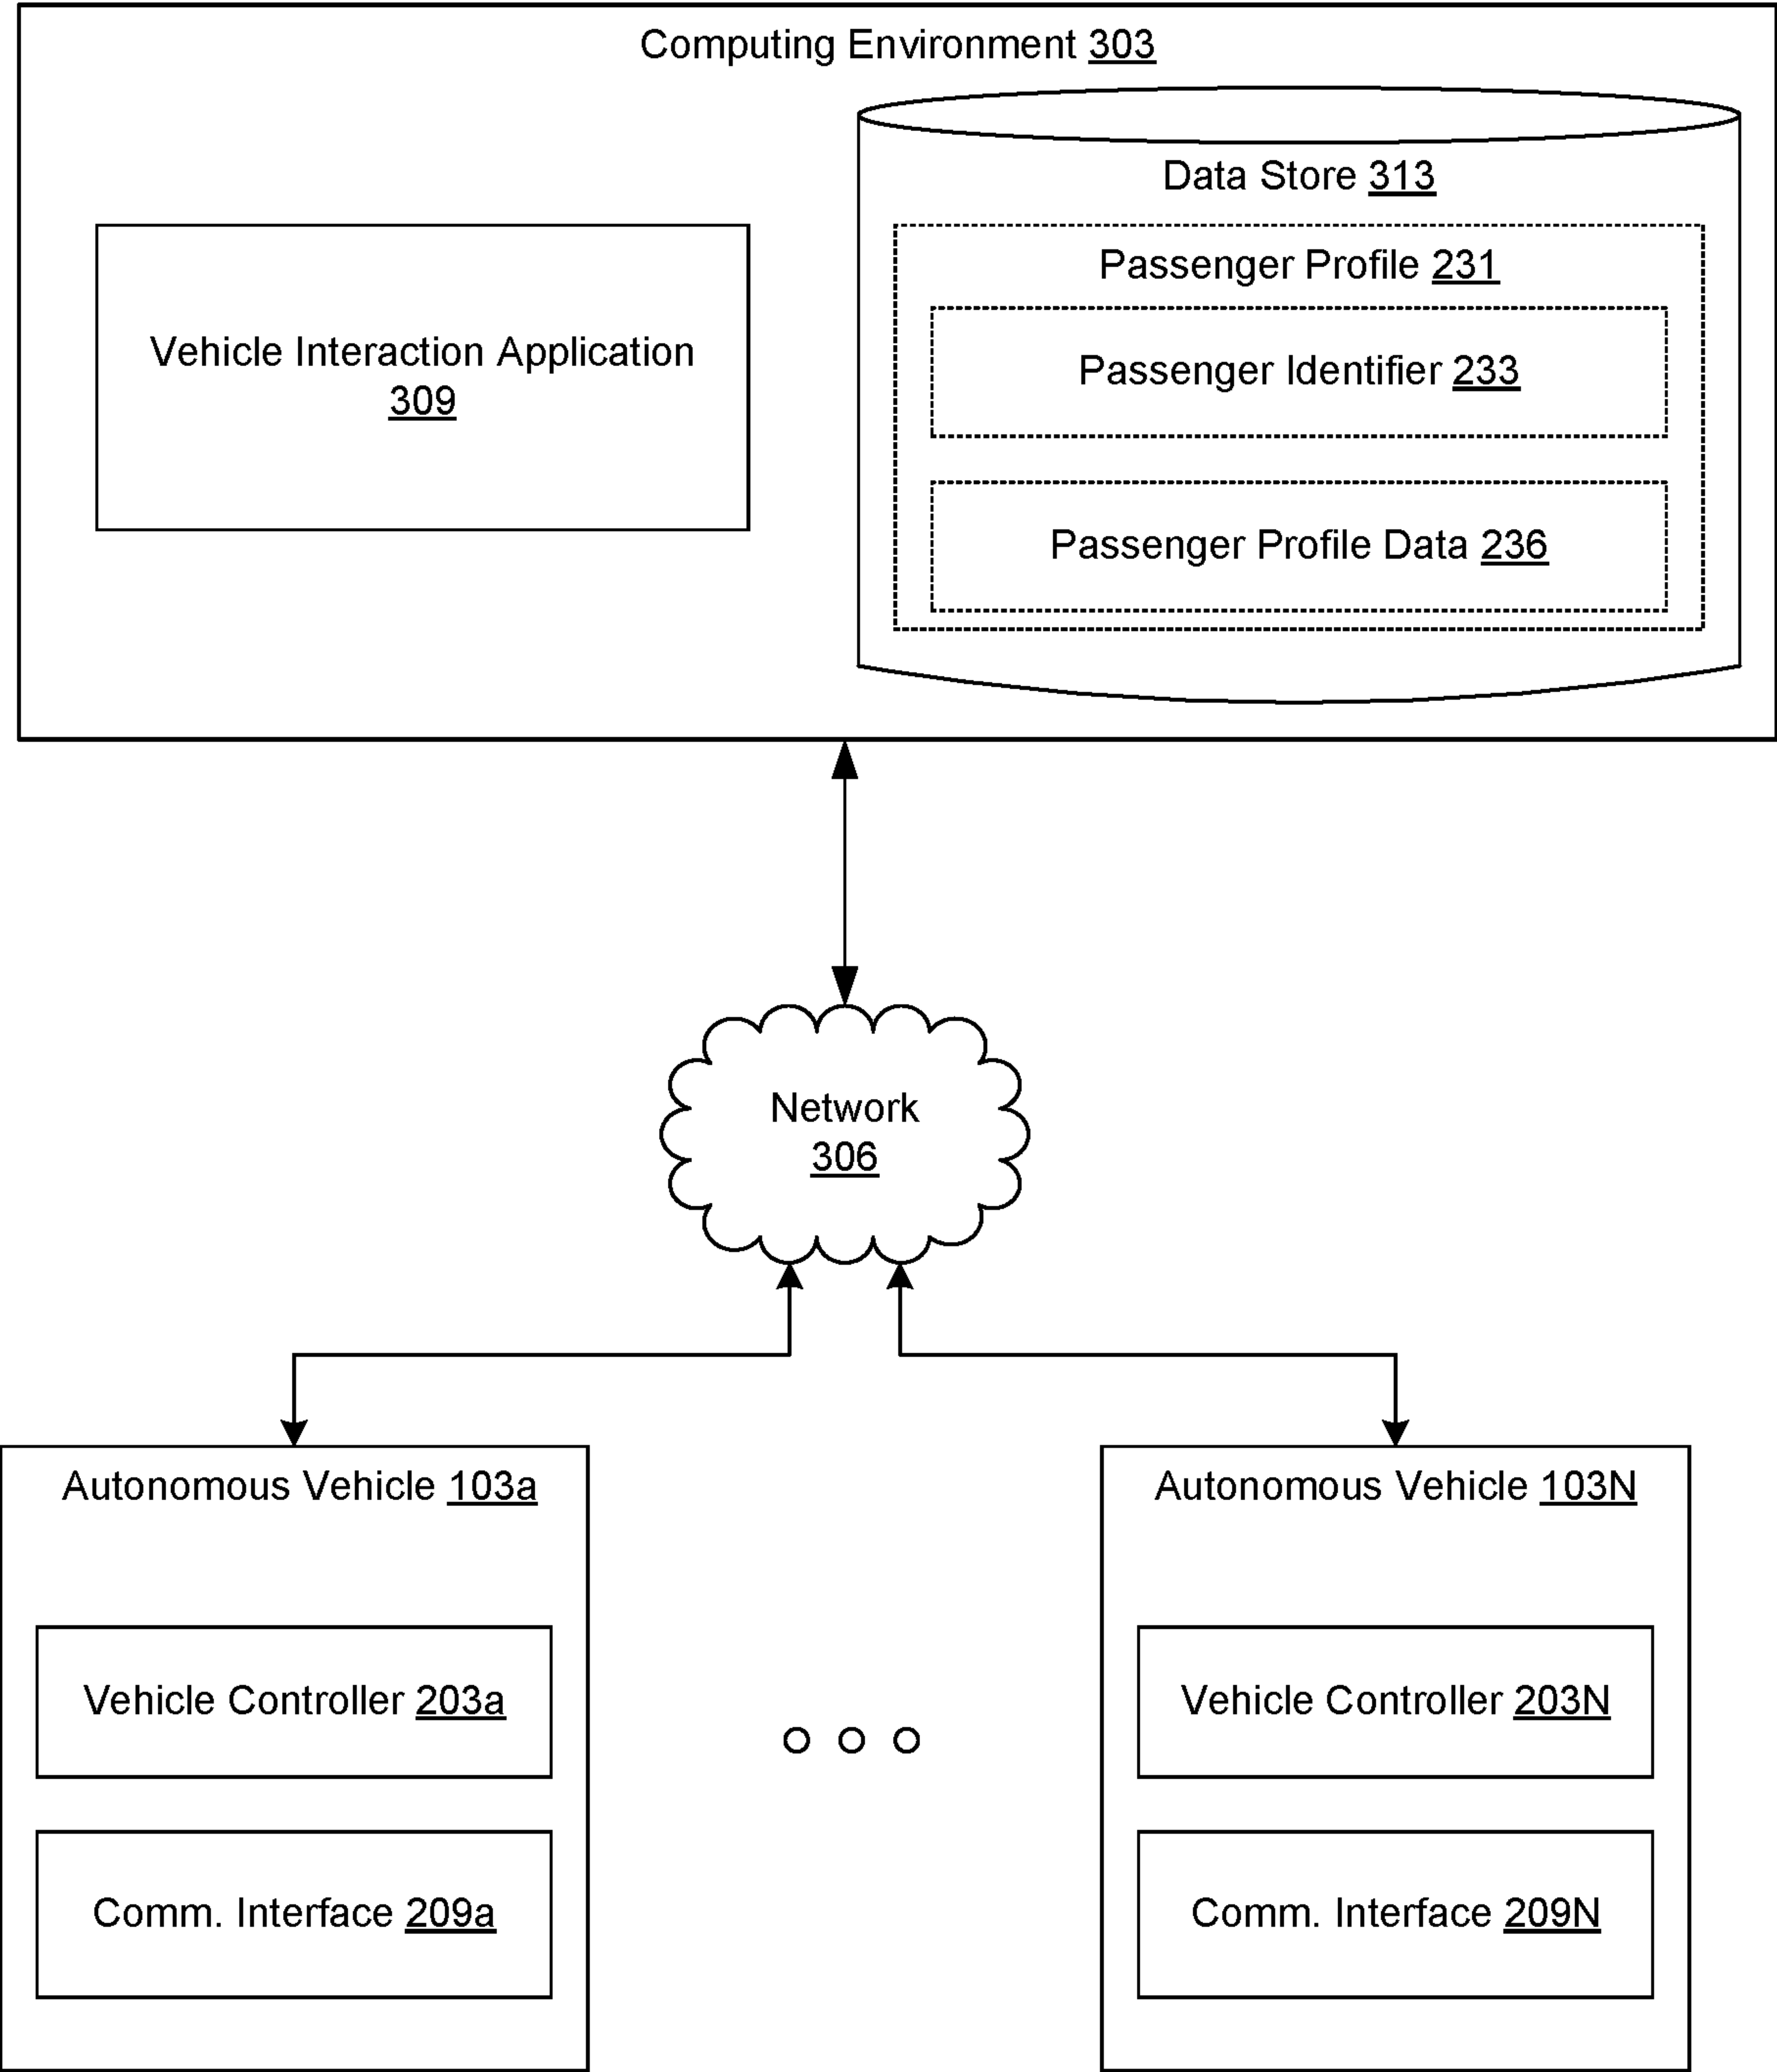 Computing Environment 303
Data Store 313
Vehicle Interaction Application
309
Passenger Profile 231
Passenger Identifier 233
Passenger Profile Data 236
Network
306
Autonomous Vehicle 103a
Vehicle Controller 203a
Comm. Interface 209a
Autonomous Vehicle 103N
Vehicle Controller 203N
Comm. Interface 209N